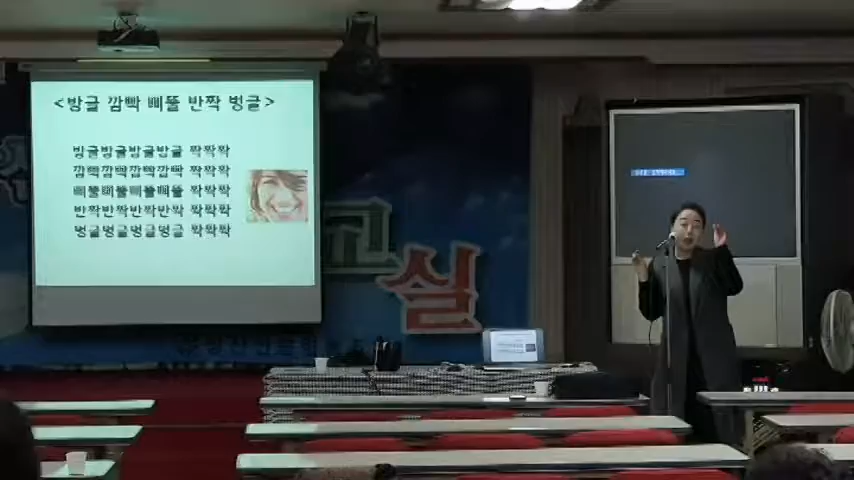 <방글 깜빡 삐뚤 반짝 벙글>
방글방글방글방글 짝짝짝
깜빡깜빡깜빡깜빡 짝짝짝
삐뚤삐뚤삐뚤삐뚤 짝짝짝
반짝반짝반짝반짝 짝짝짝
벙글벙글벙글벙글 짝짝짝
교
실